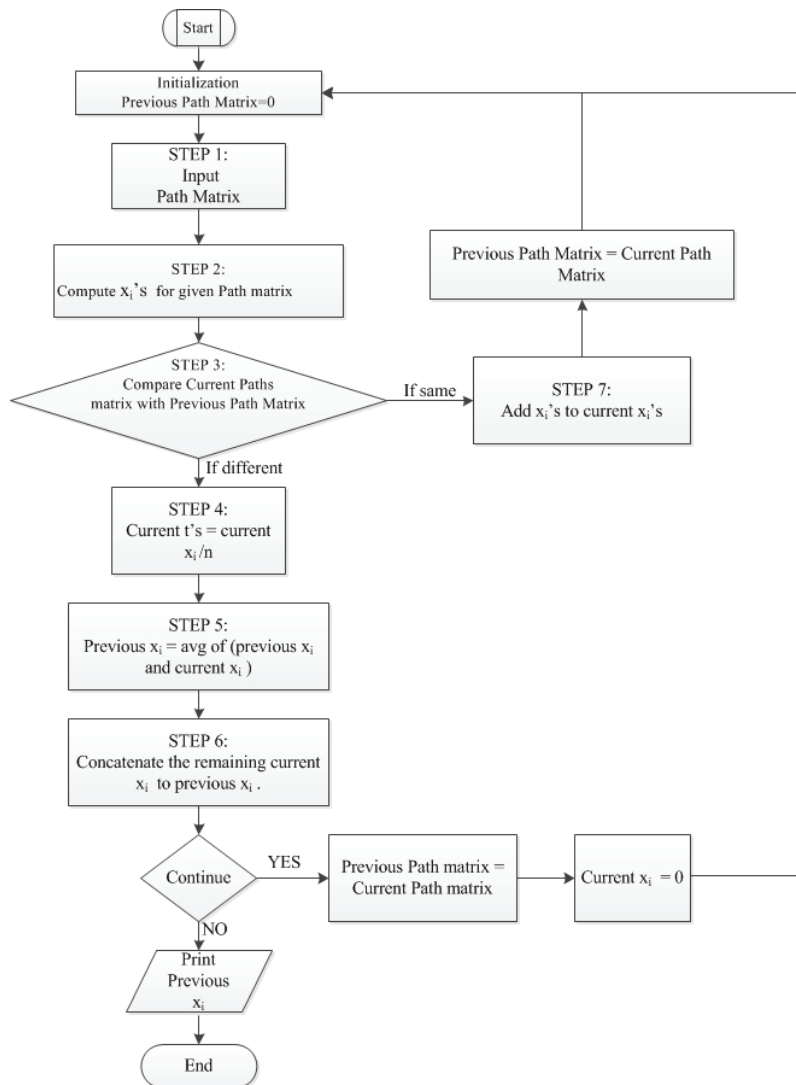 Start
Initialization
Previous Path Matrix=0
STEP 1:
Input
Path Matrix
STEP 2:
Compute xᵢ's for given Path matrix
STEP 3:
Compare Current Paths
matrix with Previous Path Matrix
If same
STEP 7:
Add xᵢ's to current xᵢ's
Previous Path Matrix = Current Path
Matrix
If different
STEP 4:
Current t's = current
xᵢ/n
STEP 5:
Previous xᵢ = avg of (previous xᵢ
and current xᵢ )
STEP 6:
Concatenate the remaining current
xᵢ to previous xᵢ .
Continue
YES
Previous Path matrix =
Current Path matrix
Current xᵢ = 0
NO
Print
Previous
xᵢ
End